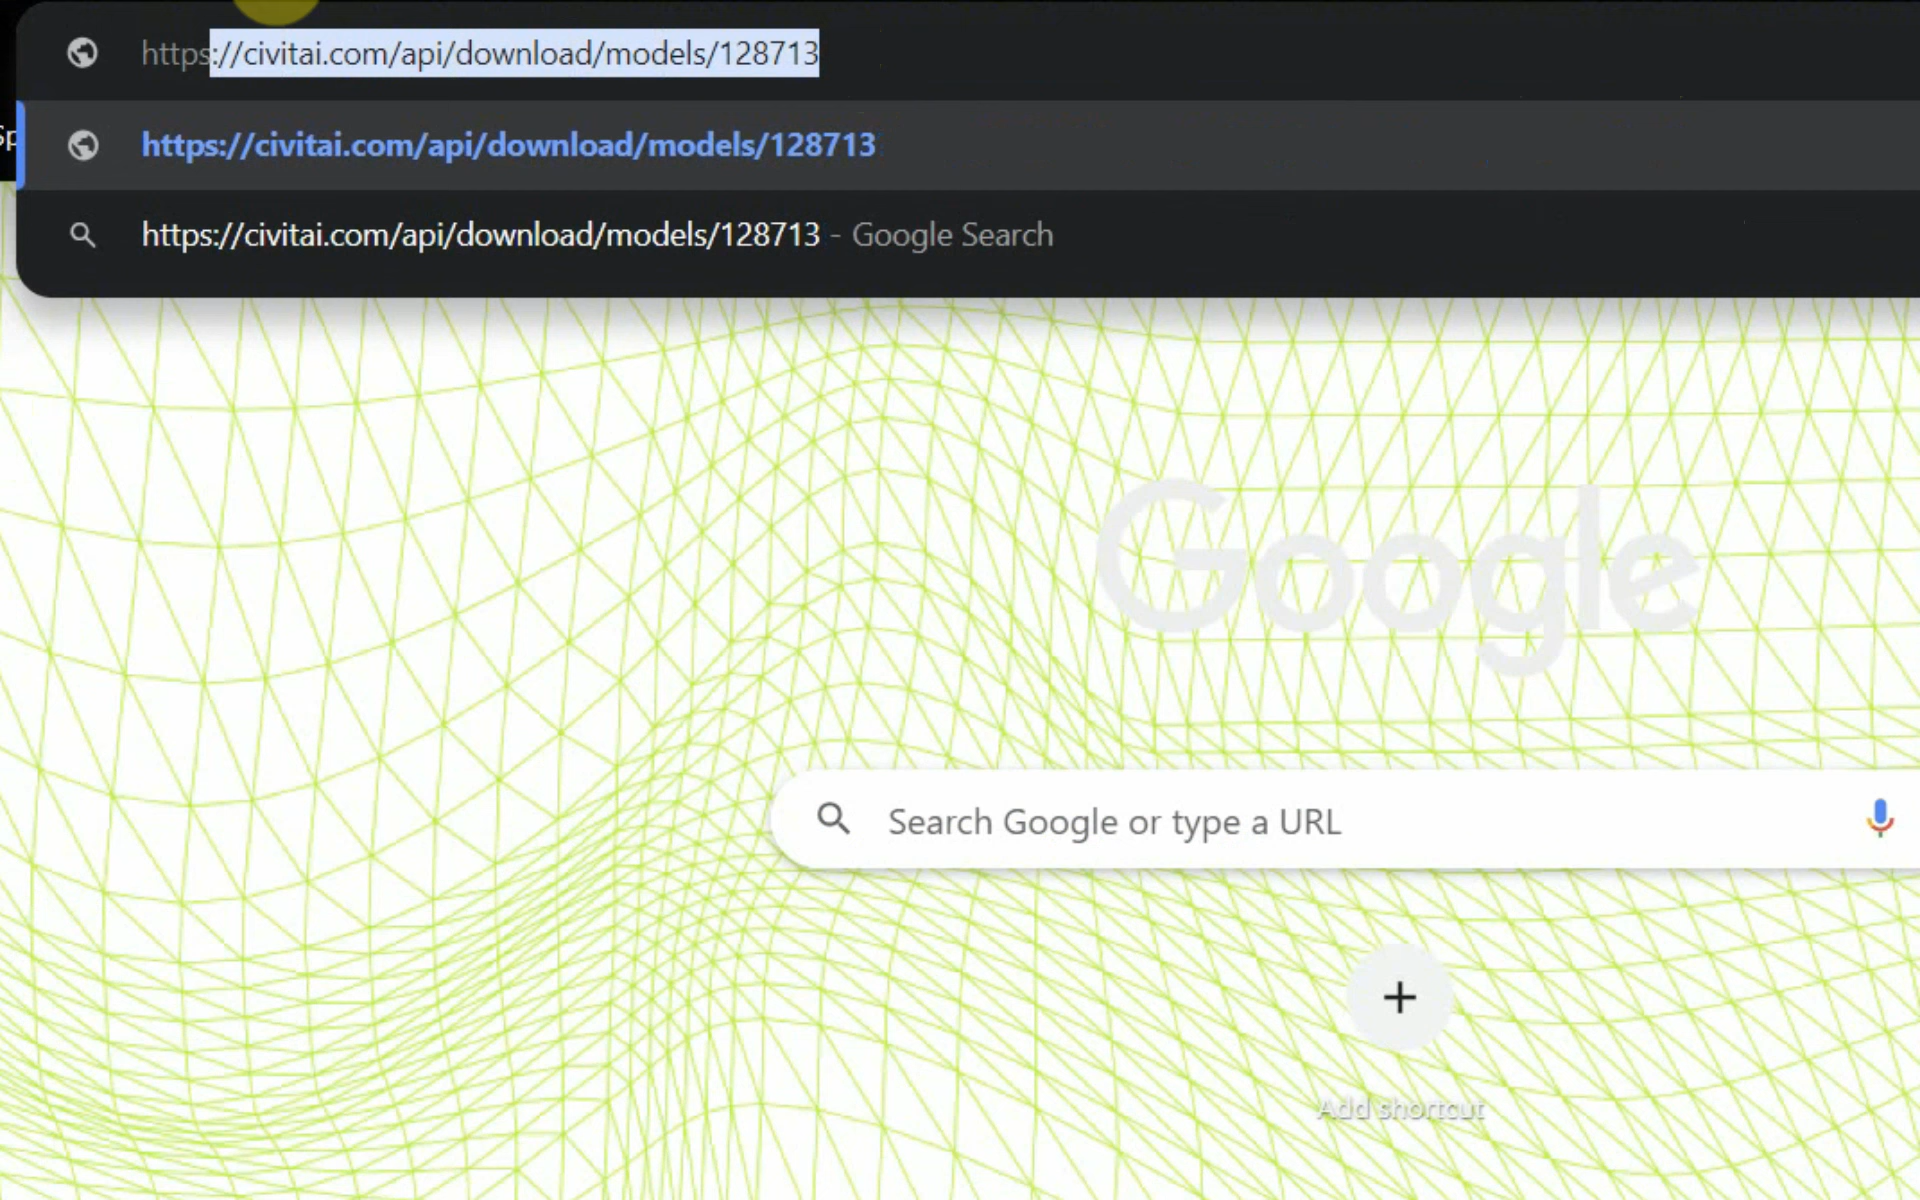 https://civitai.com/api/download/models/128713
Sp
https://civitai.com/api/download/models/128713
https://civitai.com/api/download/models/128713 - Google Search
Google
Search Google or type a URL
Add shortcut